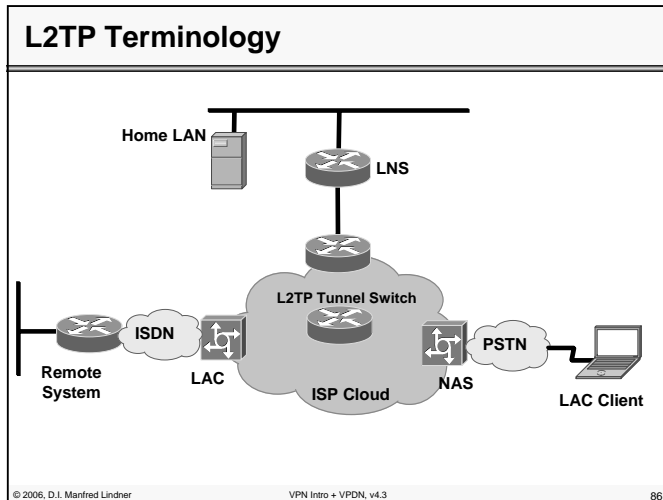 L2TP Terminology
Home LAN
LNS
L2TP Tunnel Switch
ISDN
PSTN
Remote
System
LAC
ISP Cloud
NAS
LAC Client
© 2006, D.I. Manfred Lindner
VPN Intro + VPDN, v4.3
86